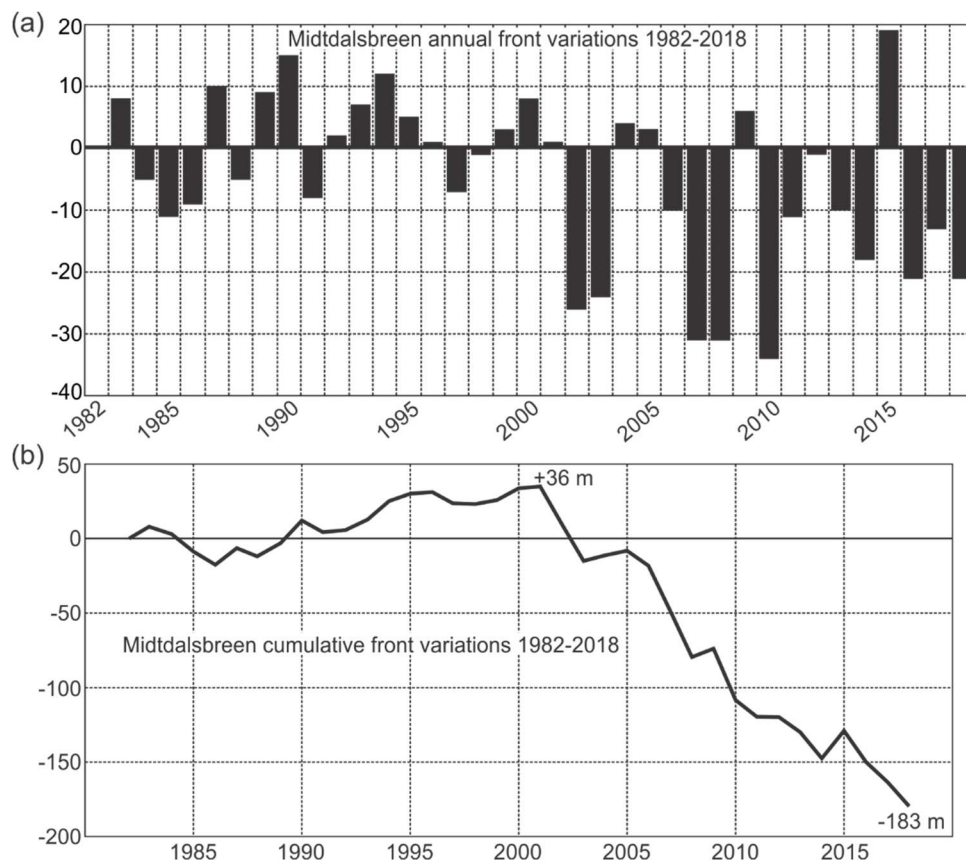 (a)
Midtdalsbreen annual front variations 1982-2018
20
10
0
-10
-20
-30
-40
1982 1985 1990 1995 2000 2005 2010 2015
(b)
50
+36 m
0
-50
Midtdalsbreen cumulative front variations 1982-2018
-100
-150
-183 m
-200
1985 1990 1995 2000 2005 2010 2015